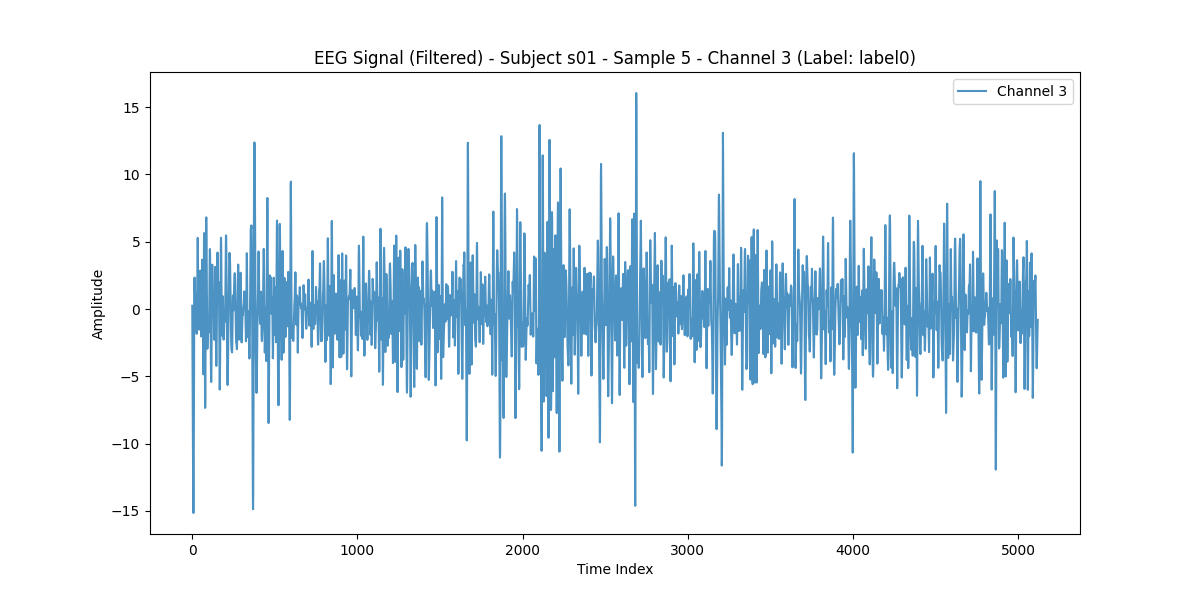 EEG Signal (Filtered) - Subject s01 - Sample 5 - Channel 3 (Label: label0)
Channel 3
15
10
5
0
−5
−10
−15
Amplitude
0 1000 2000 3000 4000 5000
Time Index